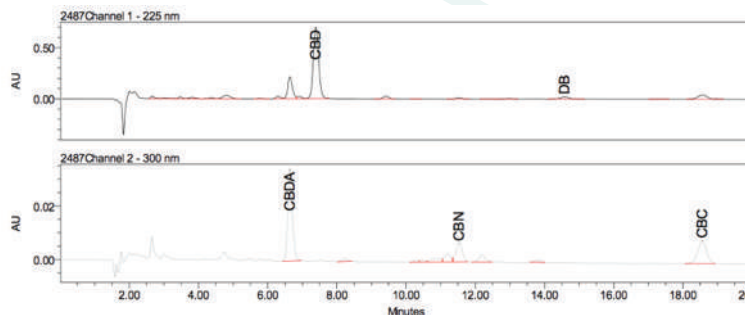 2487Channel 1 - 225 nm
AU
0.50
0.00
CBD
DB
2487Channel 2 - 300 nm
AU
0.02
0.00
CBDA
CBN
CBC
2.00 4.00 6.00 8.00 10.00 12.00 14.00 16.00 18.00
Minutes